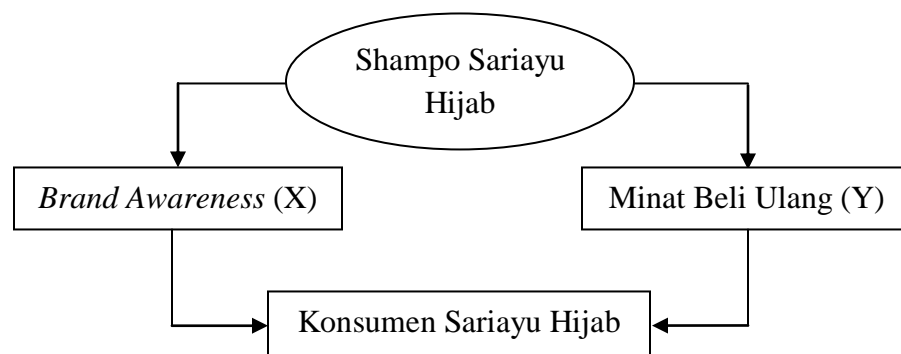 Shampo Sariayu
Hijab
Brand Awareness (X)
Minat Beli Ulang (Y)
Konsumen Sariayu Hijab